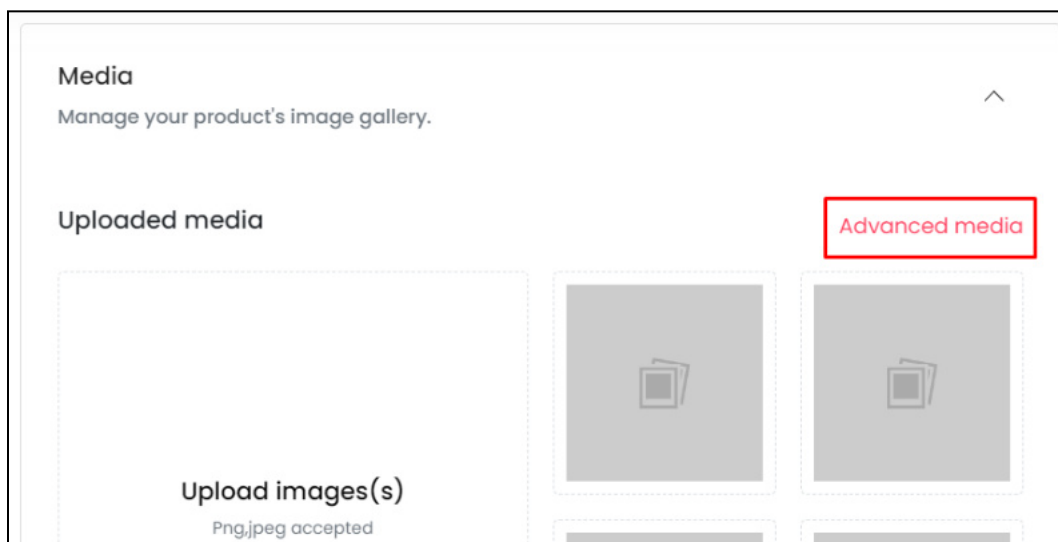 Media
Manage your product's image gallery.
Uploaded media
Advanced media
Upload images(s)
Png,jpeg accepted